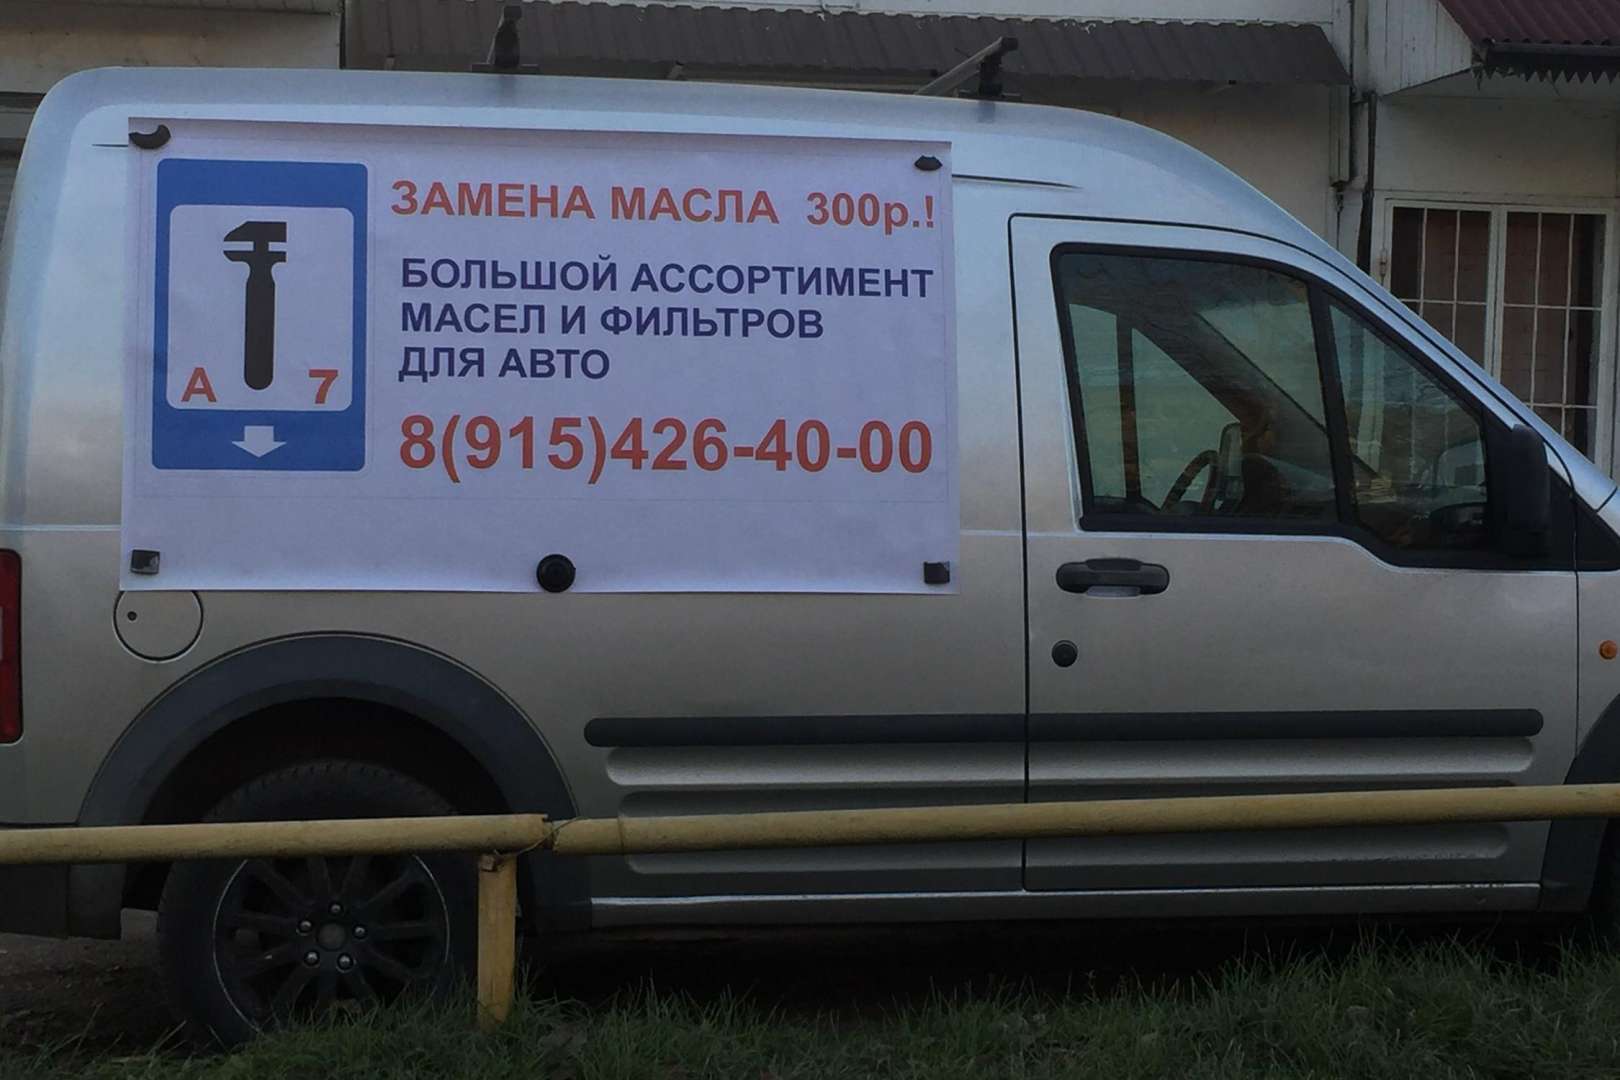 ЗАМЕНА МАСЛА 300р.!
БОЛЬШОЙ АССОРТИМЕНТ
МАСЕЛ И ФИЛЬТРОВ
ДЛЯ АВТО
А 7
8(915)426-40-00